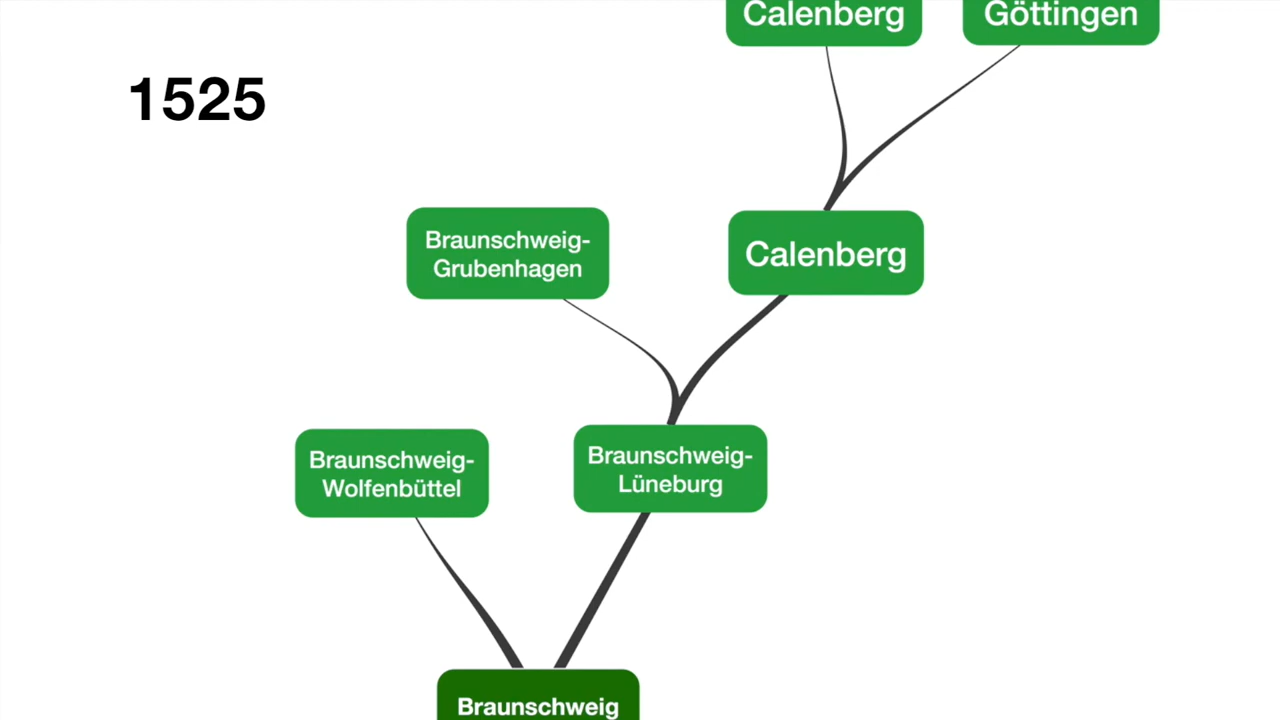 Calenberg
Göttingen
1525
Braunschweig-
Grubenhagen
Calenberg
Braunschweig-
Wolfenbüttel
Braunschweig-
Lüneburg
Braunschweig